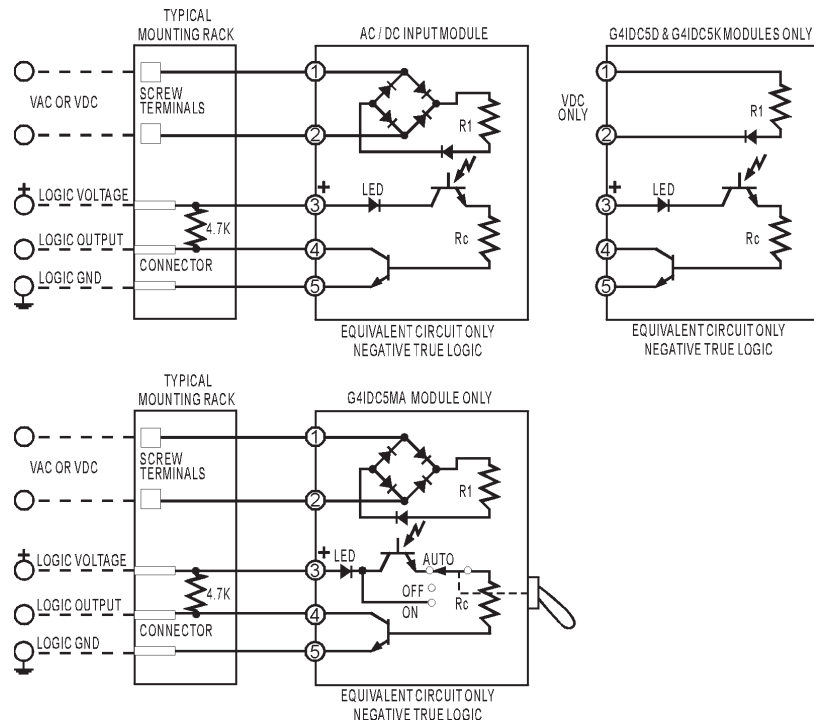 TYPICAL
MOUNTING RACK
AC / DC INPUT MODULE
G4IDC5D & G4IDC5K MODULES ONLY
VAC OR VDC
SCREW
TERMINALS
1
2
R1
VDC
ONLY
1
2
R1
+
LOGIC VOLTAGE
4.7K
LOGIC OUTPUT
CONNECTOR
LOGIC GND
3
+
LED
4
Rc
5
3
+
LED
4
Rc
5
EQUIVALENT CIRCUIT ONLY
NEGATIVE TRUE LOGIC
EQUIVALENT CIRCUIT ONLY
NEGATIVE TRUE LOGIC
TYPICAL
MOUNTING RACK
G4IDC5MA MODULE ONLY
VAC OR VDC
SCREW
TERMINALS
1
2
R1
+
LOGIC VOLTAGE
4.7K
LOGIC OUTPUT
CONNECTOR
LOGIC GND
3
+
LED
AUTO
OFF
ON
Rc
4
5
EQUIVALENT CIRCUIT ONLY
NEGATIVE TRUE LOGIC